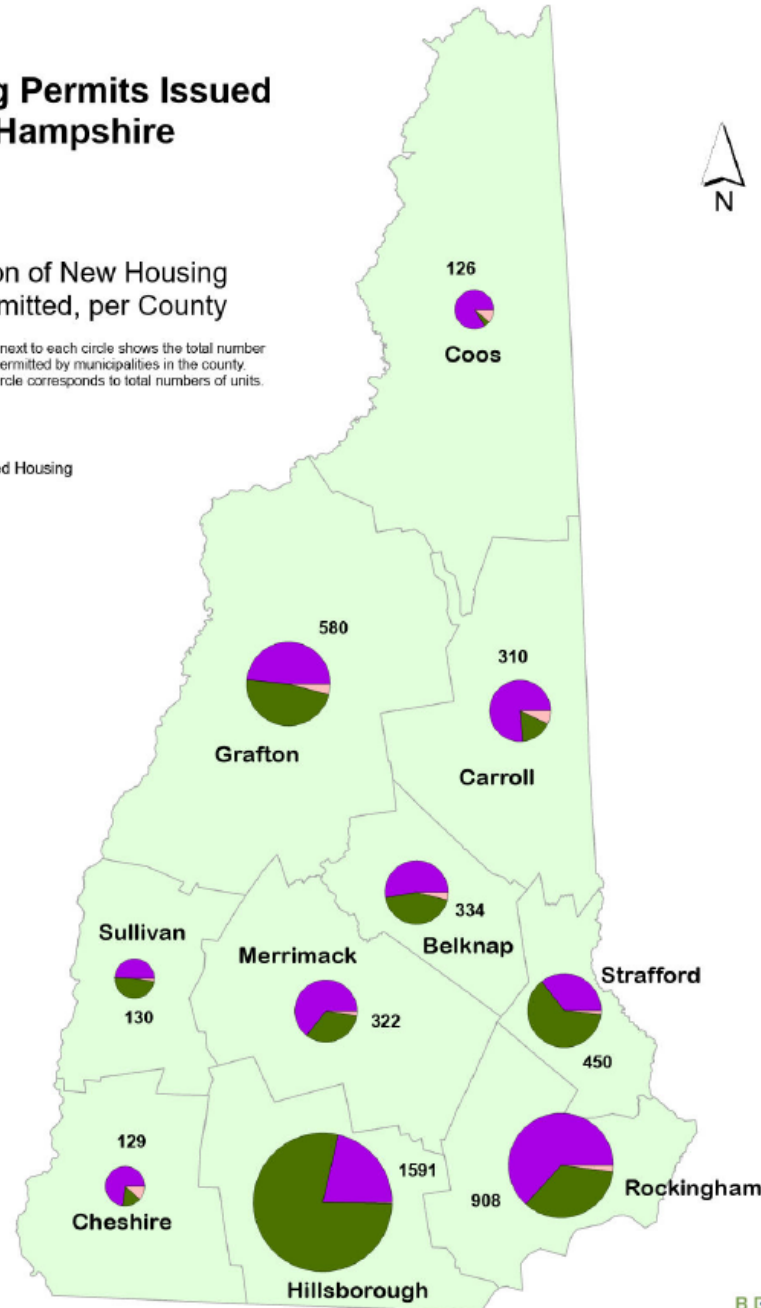 g Permits Issued
Hampshire
N
on of New Housing
mitted, per County
next to each circle shows the total number
ermitted by municipalities in the county.
rcle corresponds to total numbers of units.
ed Housing
126
Coos
580
Grafton
310
Carroll
334
Belknap
Sullivan
130
Merrimack
322
Strafford
450
129
Cheshire
1591
Hillsborough
908
Rockingham